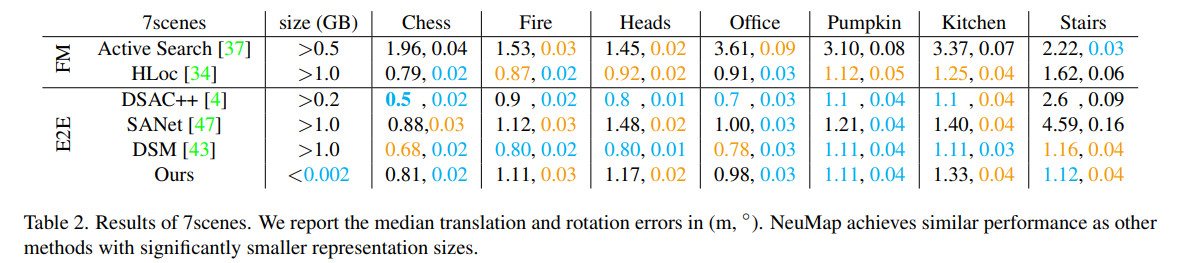 7scenes size (GB) Chess Fire Heads Office Pumpkin Kitchen Stairs
FM
Active Search [37] >0.5 1.96, 0.04 1.53, 0.03 1.45, 0.02 3.61, 0.09 3.10, 0.08 3.37, 0.07 2.22, 0.03
HLoc [34] >1.0 0.79, 0.02 0.87, 0.02 0.92, 0.02 0.91, 0.03 1.12, 0.05 1.25, 0.04 1.62, 0.06
E2E
DSAC++ [4] >0.2 0.5 , 0.02 0.9 , 0.02 0.8 , 0.01 0.7 , 0.03 1.1 , 0.04 1.1 , 0.04 2.6 , 0.09
SANet [47] >1.0 0.88,0.03 1.12, 0.03 1.48, 0.02 1.00, 0.03 1.21, 0.04 1.40, 0.04 4.59, 0.16
DSM [43] >1.0 0.68, 0.02 0.80, 0.02 0.80, 0.01 0.78, 0.03 1.11, 0.04 1.11, 0.03 1.16, 0.04
Ours <0.002 0.81, 0.02 1.11, 0.03 1.17, 0.02 0.98, 0.03 1.11, 0.04 1.33, 0.04 1.12, 0.04
Table 2. Results of 7scenes. We report the median translation and rotation errors in (m, °). NeuMap achieves similar performance as other
methods with significantly smaller representation sizes.